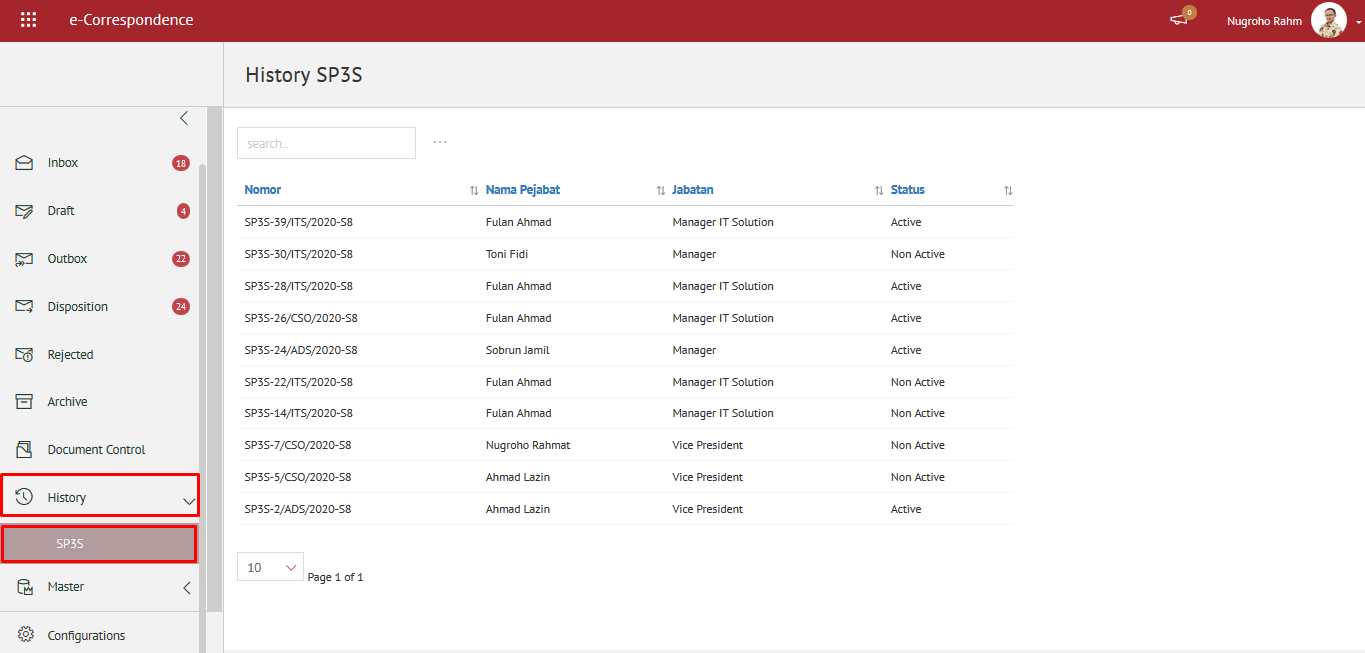 e-Correspondence
0
Nugroho Rahm
History SP3S
search..
...
Inbox 18
Draft 4
Outbox 22
Disposition 24
Rejected
Archive
Document Control
History
SP3S
Master
Configurations
Nomor Nama Pejabat Jabatan Status
SP3S-39/ITS/2020-S8 Fulan Ahmad Manager IT Solution Active
SP3S-30/ITS/2020-S8 Toni Fidi Manager Non Active
SP3S-28/ITS/2020-S8 Fulan Ahmad Manager IT Solution Active
SP3S-26/CSO/2020-S8 Fulan Ahmad Manager IT Solution Active
SP3S-24/ADS/2020-S8 Sobrun Jamil Manager Active
SP3S-22/ITS/2020-S8 Fulan Ahmad Manager IT Solution Non Active
SP3S-14/ITS/2020-S8 Fulan Ahmad Manager IT Solution Non Active
SP3S-7/CSO/2020-S8 Nugroho Rahmat Vice President Non Active
SP3S-5/CSO/2020-S8 Ahmad Lazin Vice President Non Active
SP3S-2/ADS/2020-S8 Ahmad Lazin Vice President Active
10 Page 1 of 1